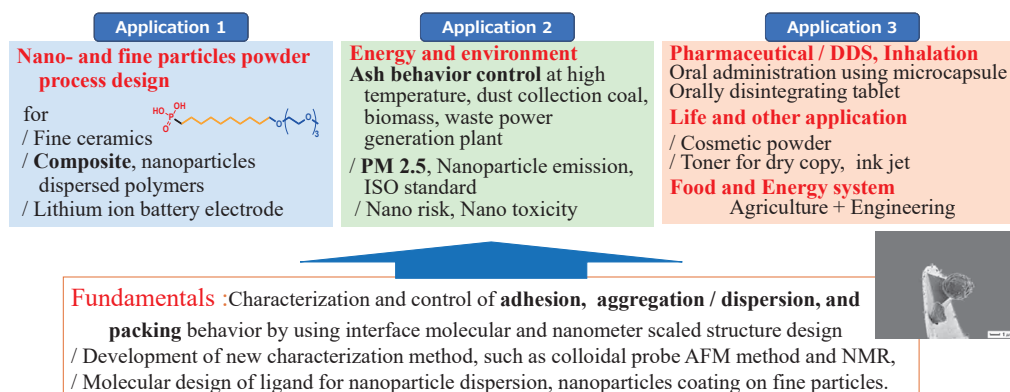 Application 1
Nano- and fine particles powder
process design
for
OH
OH
P
O
O
O
3
/ Fine ceramics
/ Composite, nanoparticles
dispersed polymers
/ Lithium ion battery electrode
Application 2
Energy and environment
Ash behavior control at high
temperature, dust collection coal,
biomass, waste power
generation plant
/ PM 2.5, Nanoparticle emission,
ISO standard
/ Nano risk, Nano toxicity
Application 3
Pharmaceutical / DDS, Inhalation
Oral administration using microcapsule
Orally disintegrating tablet
Life and other application
/ Cosmetic powder
/ Toner for dry copy, ink jet
Food and Energy system
Agriculture + Engineering
Fundamentals :Characterization and control of adhesion, aggregation / dispersion, and
packing behavior by using interface molecular and nanometer scaled structure design
/ Development of new characterization method, such as colloidal probe AFM method and NMR,
/ Molecular design of ligand for nanoparticle dispersion, nanoparticles coating on fine particles.